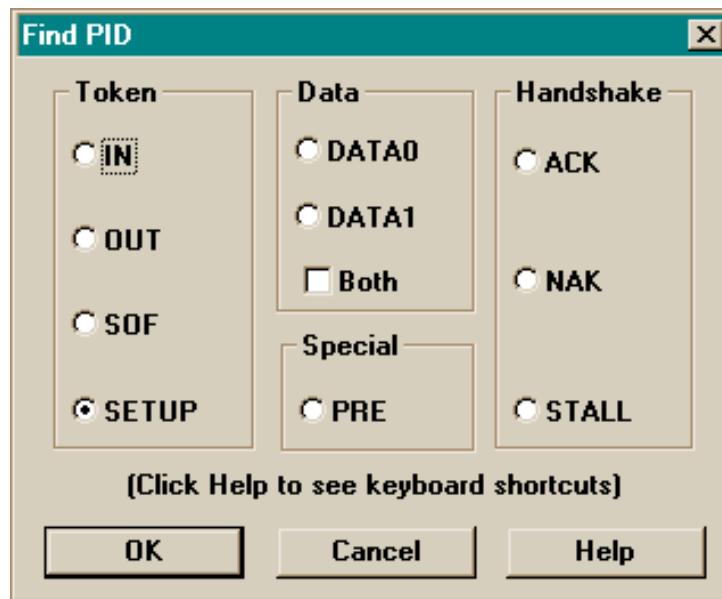 Find PID
Token
IN
OUT
SOF
SETUP
Data
DATA0
DATA1
Both
Special
PRE
Handshake
ACK
NAK
STALL
(Click Help to see keyboard shortcuts)
OK
Cancel
Help